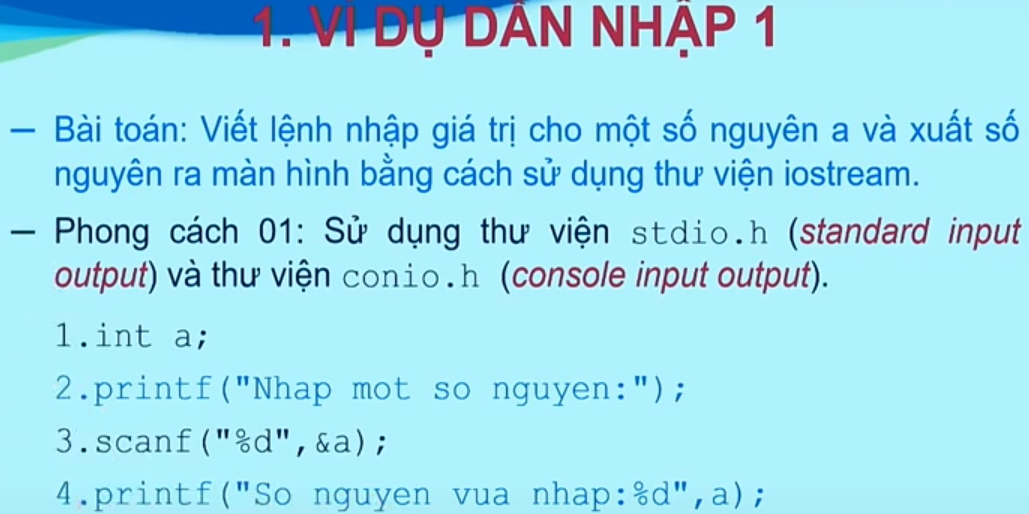 1. VÍ DỤ DẪN NHẬP 1
– Bài toán: Viết lệnh nhập giá trị cho một số nguyên a và xuất số
nguyên ra màn hình bằng cách sử dụng thư viện iostream.
– Phong cách 01: Sử dụng thư viện stdio.h (standard input
output) và thư viện conio.h (console input output).
1.int a;
2.printf("Nhap mot so nguyen:");
3.scanf("%d",&a);
4.printf("So nguyen vua nhap:%d",a);